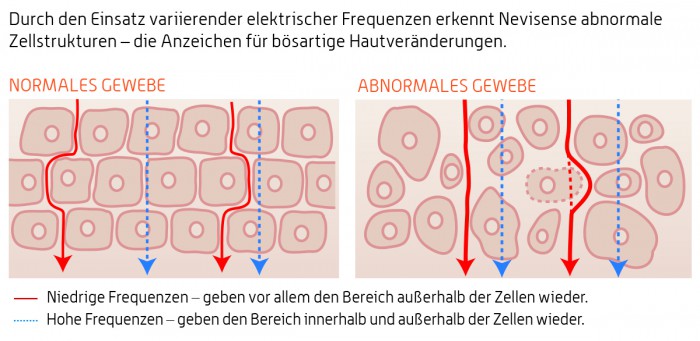 Durch den Einsatz variierender elektrischer Frequenzen erkennt Nevisense abnormale
Zellstrukturen – die Anzeichen für bösartige Hautveränderungen.
NORMALES GEWEBE
ABNORMALES GEWEBE
Niedrige Frequenzen – geben vor allem den Bereich außerhalb der Zellen wieder.
Hohe Frequenzen – geben den Bereich innerhalb und außerhalb der Zellen wieder.